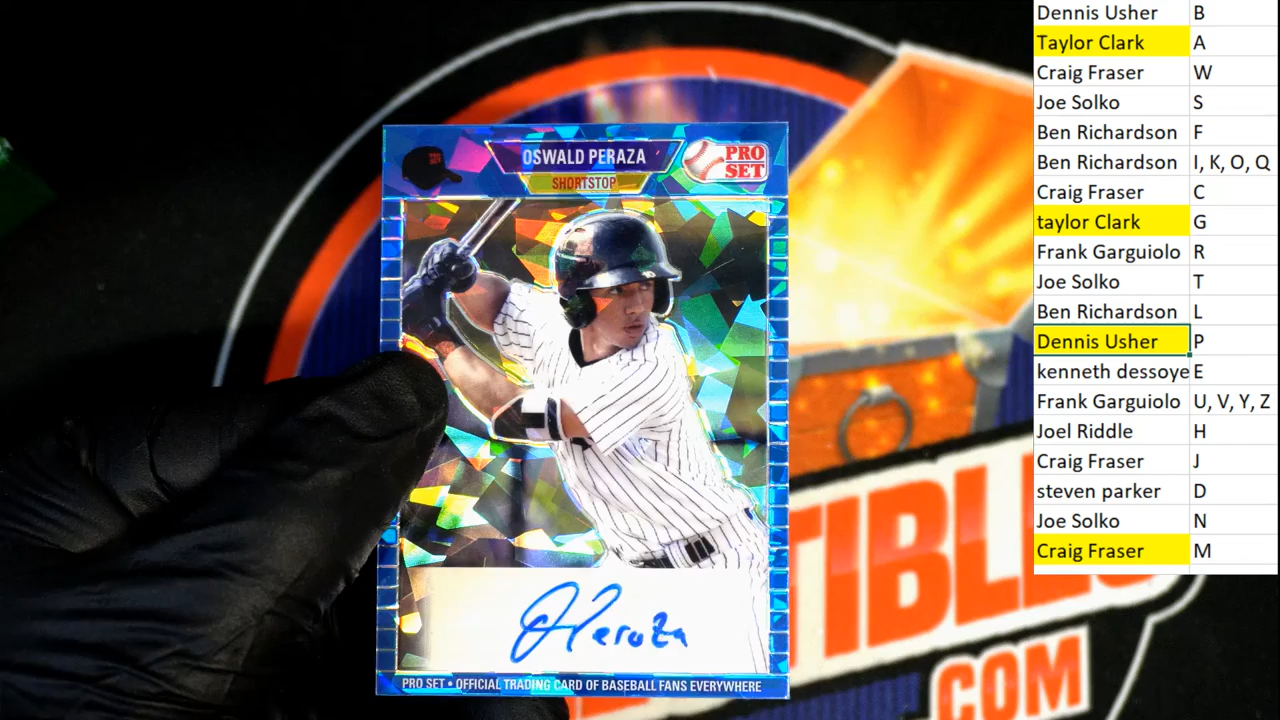 OSWALD PERAZA
PRO
SET
SHORTSTOP
O Peraza
PRO SET • OFFICIAL TRADING CARD OF BASEBALL FANS EVERYWHERE
TIBLES
.COM
Dennis Usher B
Taylor Clark A
Craig Fraser W
Joe Solko S
Ben Richardson F
Ben Richardson I, K, O, Q
Craig Fraser C
taylor Clark G
Frank Garguiolo R
Joe Solko T
Ben Richardson L
Dennis Usher P
kenneth dessoye E
Frank Garguiolo U, V, Y, Z
Joel Riddle H
Craig Fraser J
steven parker D
Joe Solko N
Craig Fraser M